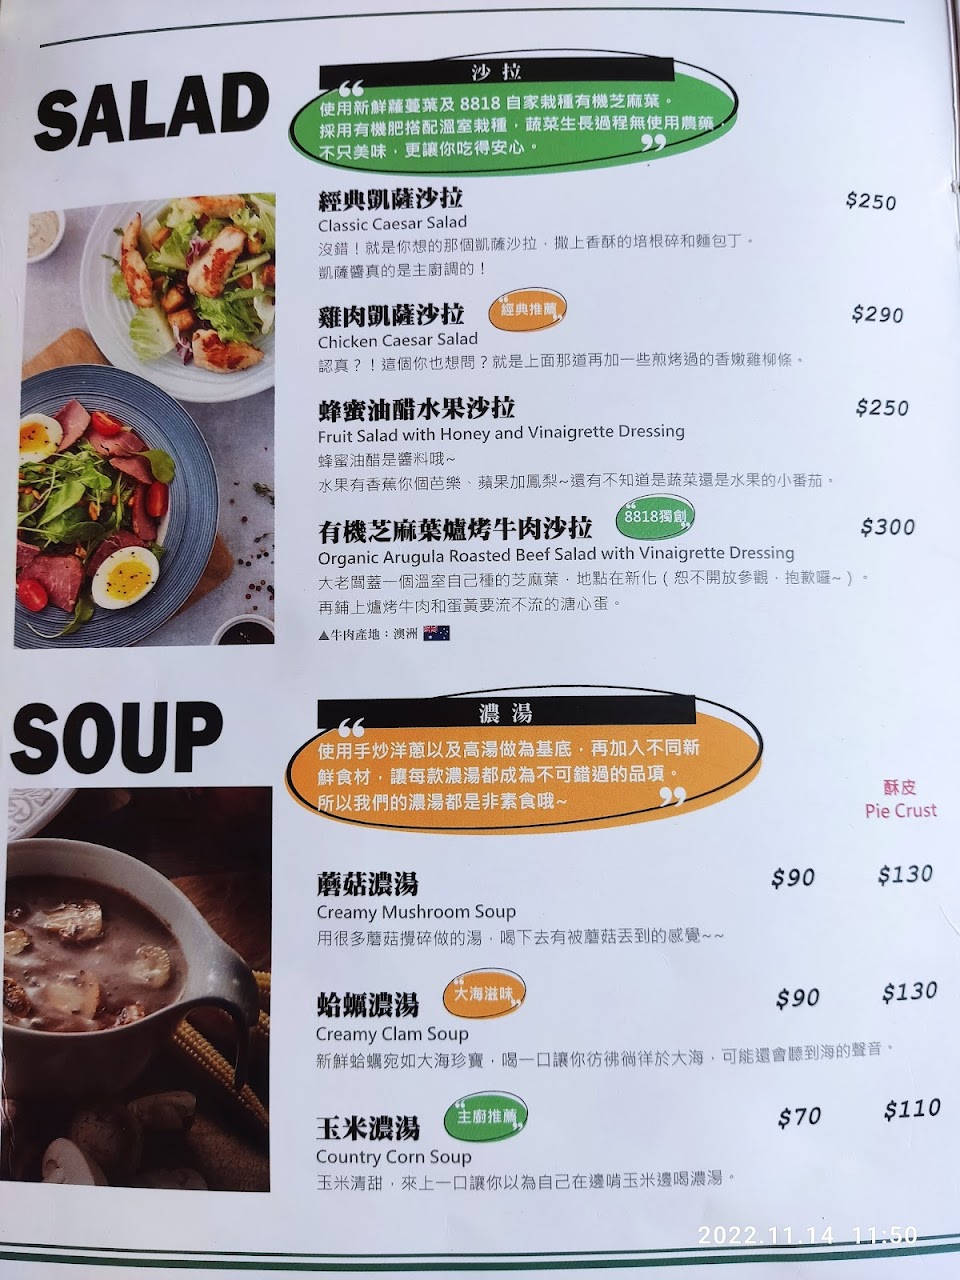 SALAD
沙拉
使用新鮮蘿蔓葉及 8818 自家栽種有機芝麻葉。
採用有機肥搭配溫室栽種，蔬菜生長過程無使用農藥，
不只美味，更讓你吃得安心。
經典凱薩沙拉 $250
Classic Caesar Salad
沒錯！就是你想的那個凱薩沙拉，撒上香酥的培根碎和麵包丁。
凱薩醬真的是主廚調的！
雞肉凱薩沙拉 經典推薦 $290
Chicken Caesar Salad
認真？！這個你也想問？就是上面那道再加一些煎烤過的香嫩雞柳條。
蜂蜜油醋水果沙拉 $250
Fruit Salad with Honey and Vinaigrette Dressing
蜂蜜油醋是醬料哦~
水果有香蕉你個芭樂、蘋果加鳳梨~還有不知道是蔬菜還是水果的小番茄。
有機芝麻葉爐烤牛肉沙拉 8818獨創 $300
Organic Arugula Roasted Beef Salad with Vinaigrette Dressing
大老闆蓋一個溫室自己種的芝麻葉，地點在新化（恕不開放參觀，抱歉囉~）。
再鋪上爐烤牛肉和蛋黃要流不流的溏心蛋。
▲牛肉產地：澳洲
SOUP
濃湯
使用手炒洋蔥以及高湯做為基底，再加入不同新
鮮食材，讓每款濃湯都成為不可錯過的品項。
所以我們的濃湯都是非素食哦~
酥皮
Pie Crust
蘑菇濃湯 $90 $130
Creamy Mushroom Soup
用很多蘑菇攪碎做的湯，喝下去有被蘑菇丟到的感覺~~
蛤蠣濃湯 大海滋味 $90 $130
Creamy Clam Soup
新鮮蛤蠣宛如大海珍寶，喝一口讓你彷彿徜徉於大海，可能還會聽到海的聲音。
玉米濃湯 主廚推薦 $70 $110
Country Corn Soup
玉米清甜，來上一口讓你以為自己在邊啃玉米邊喝濃湯。
2022.11.14 11:50